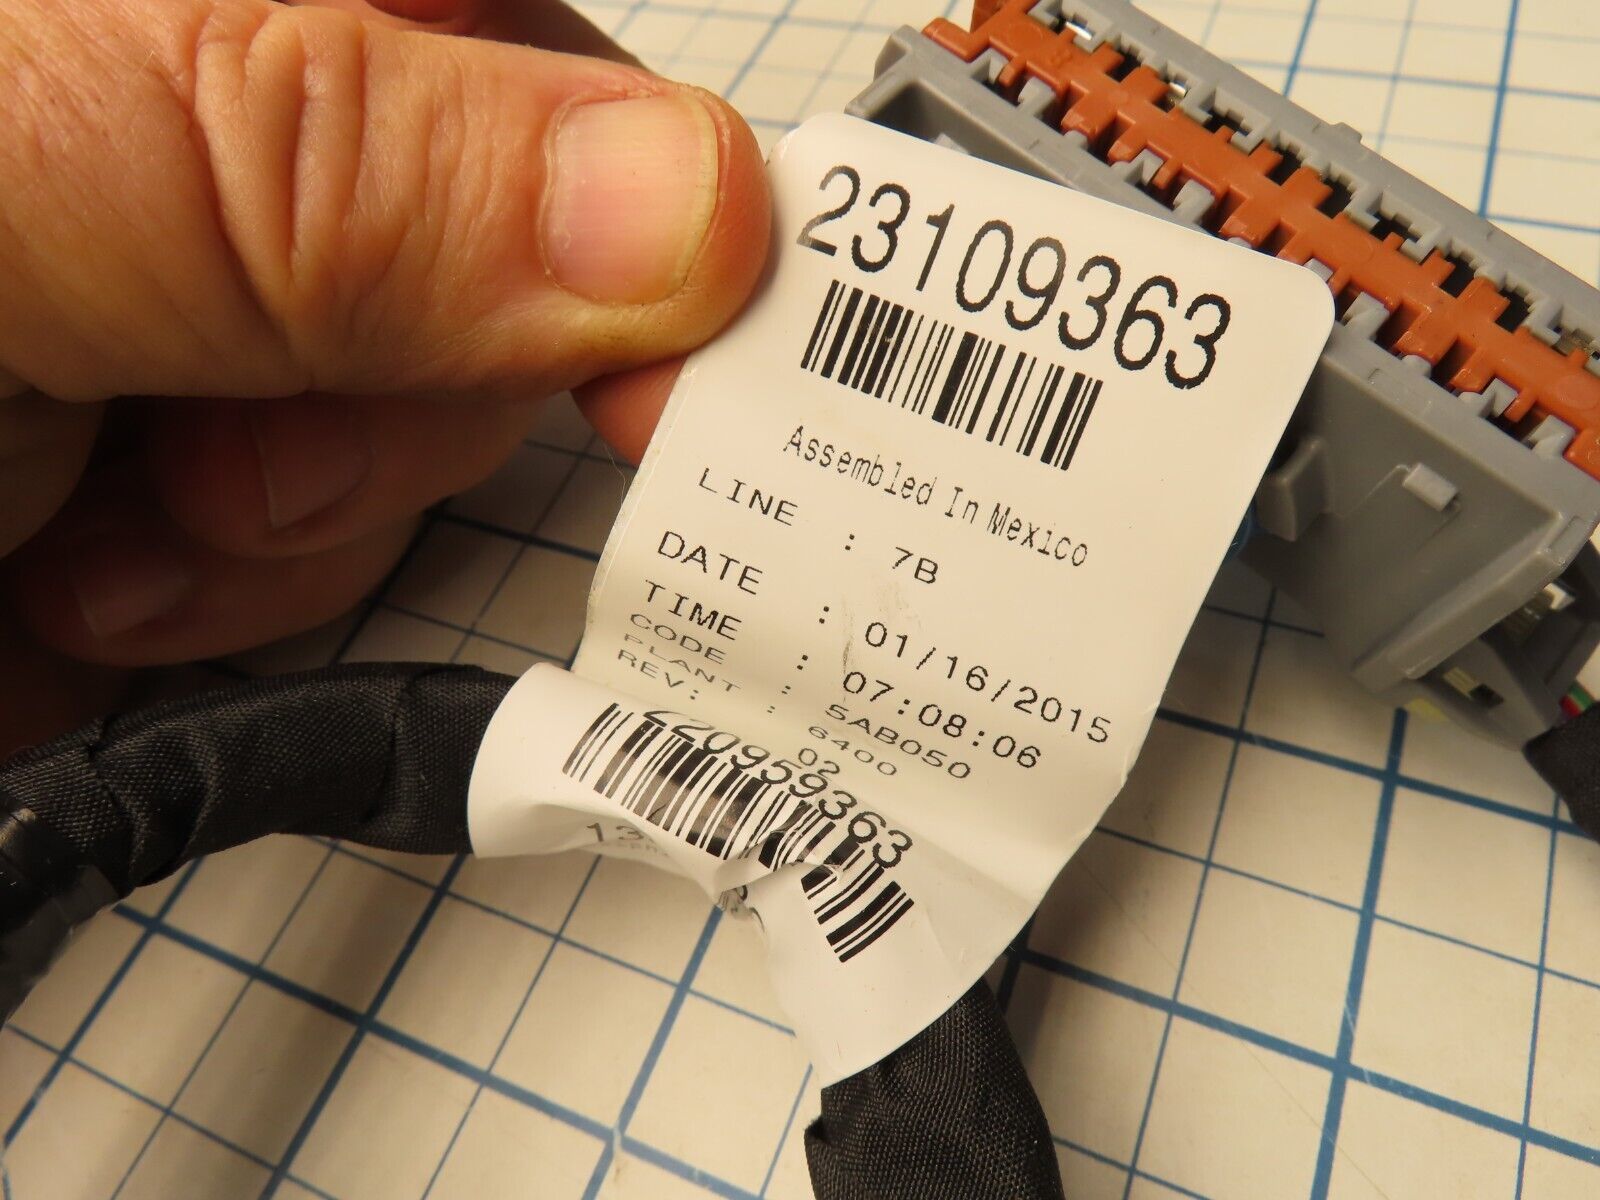 23109363
Assembled In Mexico
LINE : 7B
DATE : 01/16/2015
TIME : 07:08:06
CODE : 5AB050
PLANT : 6400
REV: 02